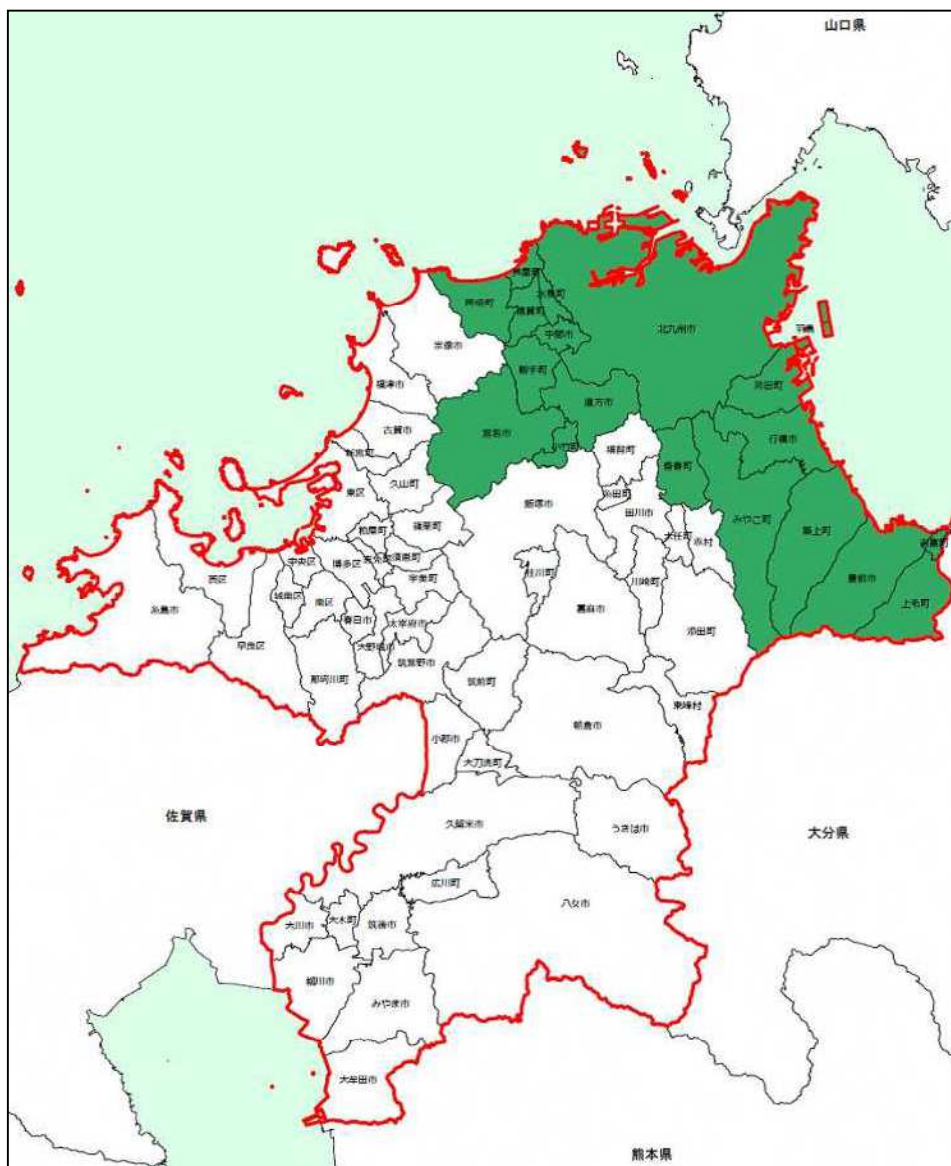 山口県
芦屋町
水巻町
岡垣町
遠賀町
北九州市
羽島
中間市
宗像市
鞍手町
苅田町
福津市
直方市
古賀市
宮若市
小竹町
行橋市
新宮町
福智町
香春町
久山町
東区
糸田町
飯塚市
田川市
みやこ町
築上町
篠栗町
粕屋町
大任町
赤村
吉富町
志免町
須恵町
中央区
博多区
宇美町
桂川町
川崎町
豊前市
西区
城南区
南区
嘉麻市
上毛町
糸島市
春日市
太宰府市
添田町
早良区
大野城市
筑紫野市
那珂川町
筑前町
東峰村
朝倉市
小郡市
大刀洗町
佐賀県
久留米市
うきは市
大分県
広川町
八女市
大川市
大木町
筑後市
柳川市
みやま市
大牟田市
熊本県